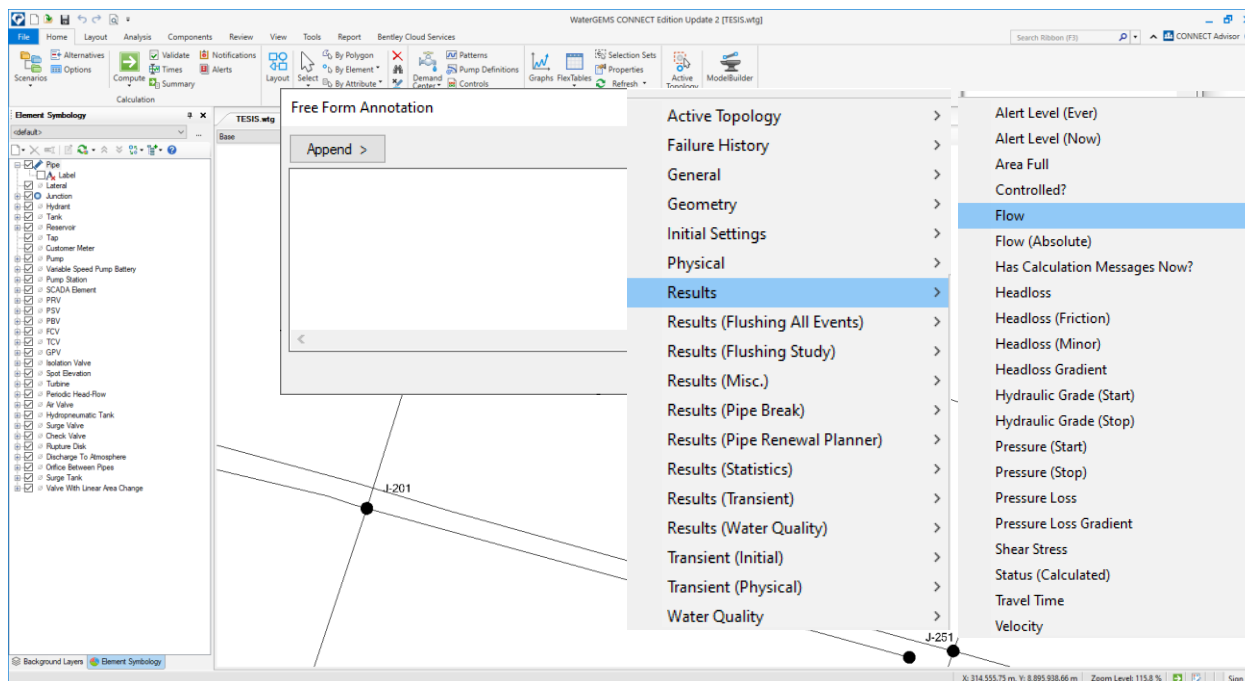 WaterGEMS CONNECT Edition Update 2 [TESIS.wtg]
File Home Layout Analysis Components Review View Tools Report Bentley Cloud Services
Search Ribbon (F3) CONNECT Advisor
Scenarios
Alternatives
Options
Compute
Validate
Times
Summary
Notifications
Alerts
Calculation
Layout
Select
By Polygon
By Element
By Attribute
Demand
Center
Patterns
Pump Definitions
Controls
Graphs
FlexTables
Selection Sets
Properties
Refresh
Active
Topology
ModelBuilder
Element Symbology
<default>
...
Pipe
Label
Lateral
Junction
Hydrant
Tank
Reservoir
Tap
Customer Meter
Pump
Variable Speed Pump Battery
Pump Station
SCADA Element
PRV
PSV
PBV
FCV
TCV
GPV
Isolation Valve
Spot Elevation
Turbine
Periodic Head-Flow
Air Valve
Hydropneumatic Tank
Surge Valve
Check Valve
Rupture Disk
Discharge To Atmosphere
Orifice Between Pipes
Surge Tank
Valve With Linear Area Change
Background Layers Element Symbology
TESIS.wtg
Base
Free Form Annotation
Append >
Active Topology
Failure History
General
Geometry
Initial Settings
Physical
Results
Results (Flushing All Events)
Results (Flushing Study)
Results (Misc.)
Results (Pipe Break)
Results (Pipe Renewal Planner)
Results (Statistics)
Results (Transient)
Results (Water Quality)
Transient (Initial)
Transient (Physical)
Water Quality
Alert Level (Ever)
Alert Level (Now)
Area Full
Controlled?
Flow
Flow (Absolute)
Has Calculation Messages Now?
Headloss
Headloss (Friction)
Headloss (Minor)
Headloss Gradient
Hydraulic Grade (Start)
Hydraulic Grade (Stop)
Pressure (Start)
Pressure (Stop)
Pressure Loss
Pressure Loss Gradient
Shear Stress
Status (Calculated)
Travel Time
Velocity
J-201
J-251
X: 314.555,75 m, Y: 8.895.938,66 m Zoom Level: 115,8 % Sign